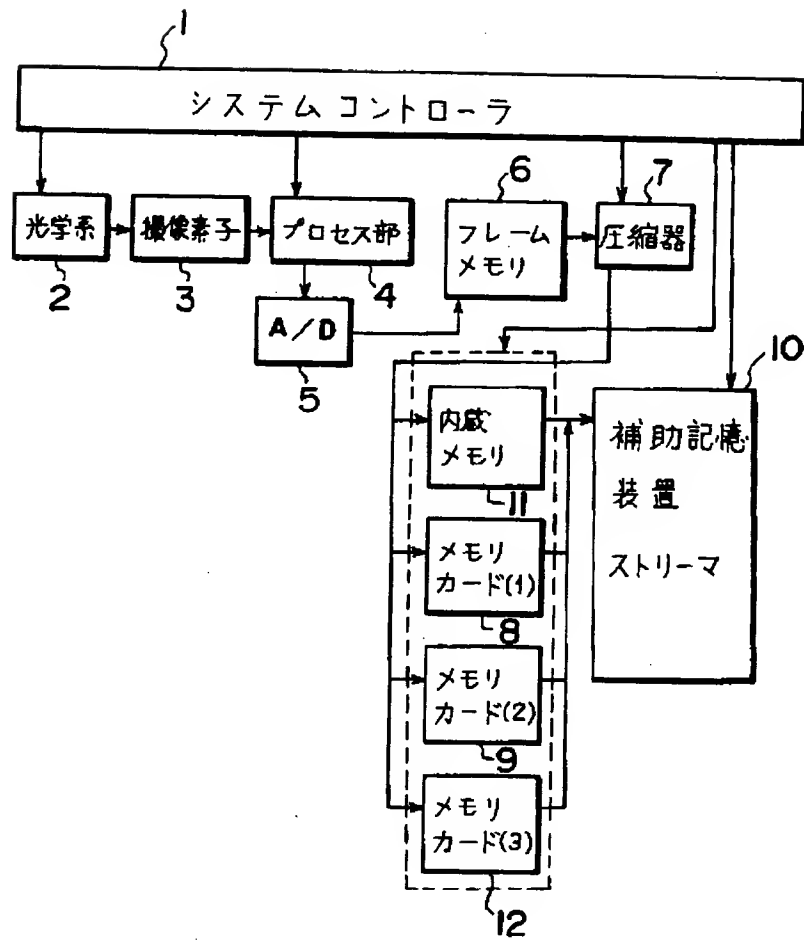 1
システムコントローラ
6
7
光学系
撮像素子
プロセス部
フレーム
メモリ
圧縮器
2
3
4
A/D
5
10
内蔵
メモリ
11
補助記憶
装置
ストリーマ
メモリ
カード(1)
8
メモリ
カード(2)
9
メモリ
カード(3)
12